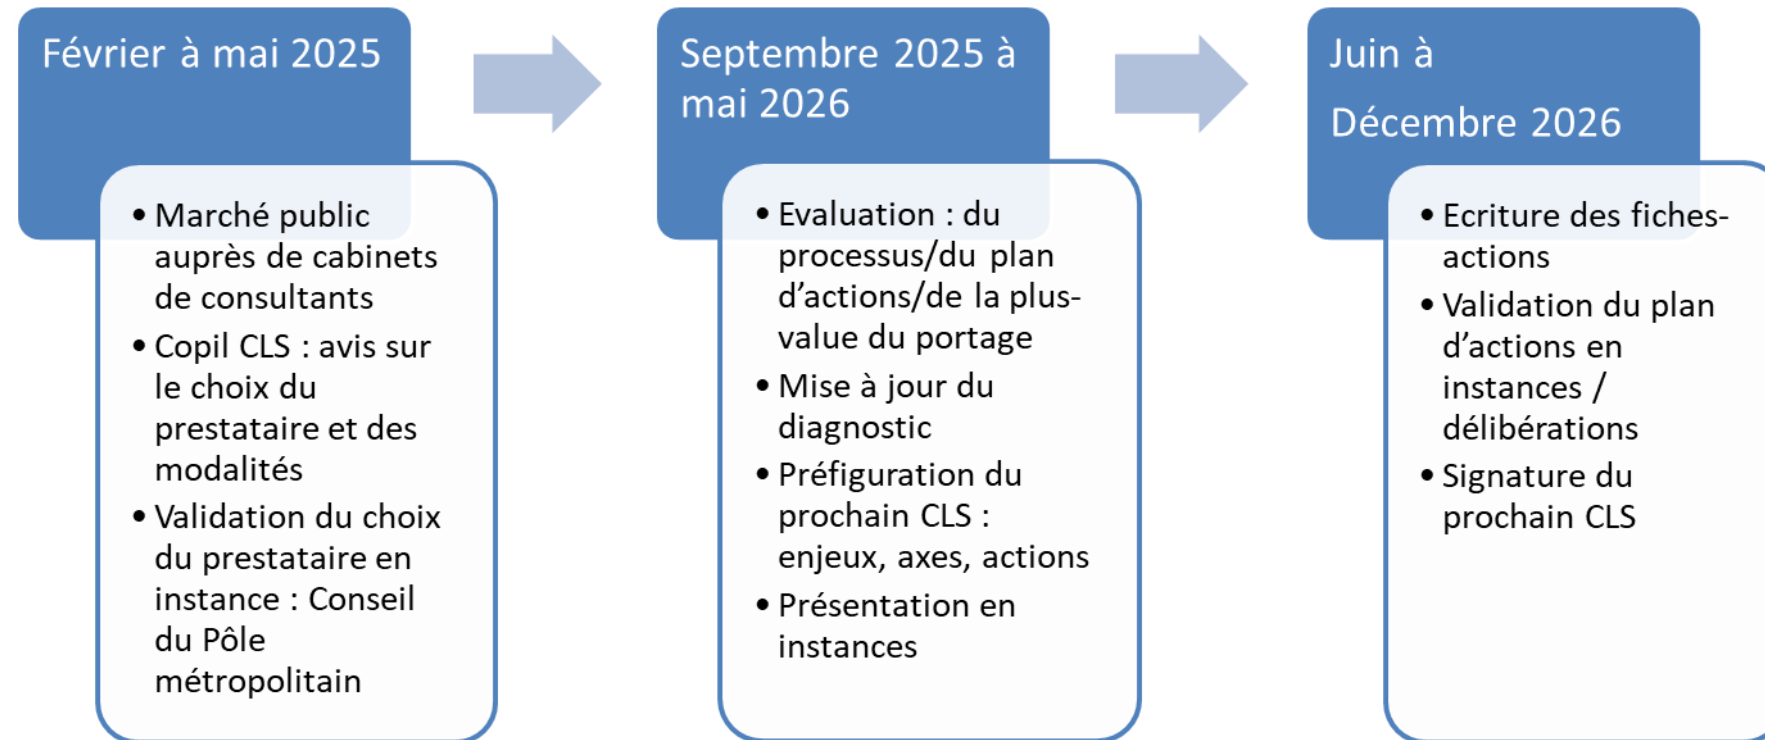 Février à mai 2025
• Marché public
auprès de cabinets
de consultants
• Copil CLS : avis sur
le choix du
prestataire et des
modalités
• Validation du choix
du prestataire en
instance : Conseil
du Pôle
métropolitain
Septembre 2025 à
mai 2026
• Evaluation : du
processus/du plan
d’actions/de la plus-
value du portage
• Mise à jour du
diagnostic
• Préfiguration du
prochain CLS :
enjeux, axes, actions
• Présentation en
instances
Juin à
Décembre 2026
• Ecriture des fiches-
actions
• Validation du plan
d’actions en
instances /
délibérations
• Signature du
prochain CLS